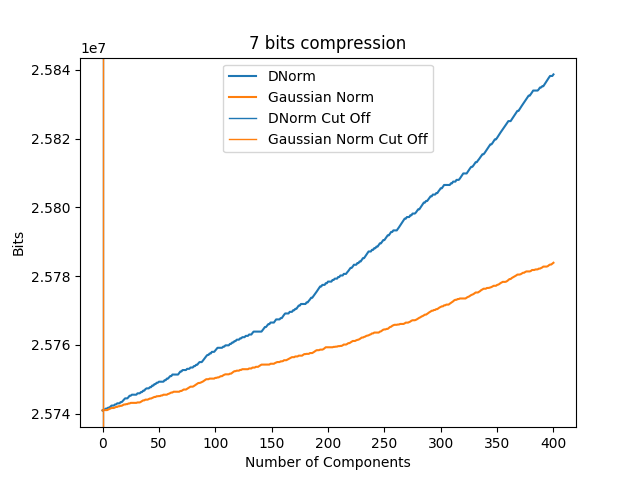 7 bits compression
1e7
2.584
2.582
2.580
2.578
2.576
2.574
Bits
DNorm
Gaussian Norm
DNorm Cut Off
Gaussian Norm Cut Off
0 50 100 150 200 250 300 350 400
Number of Components